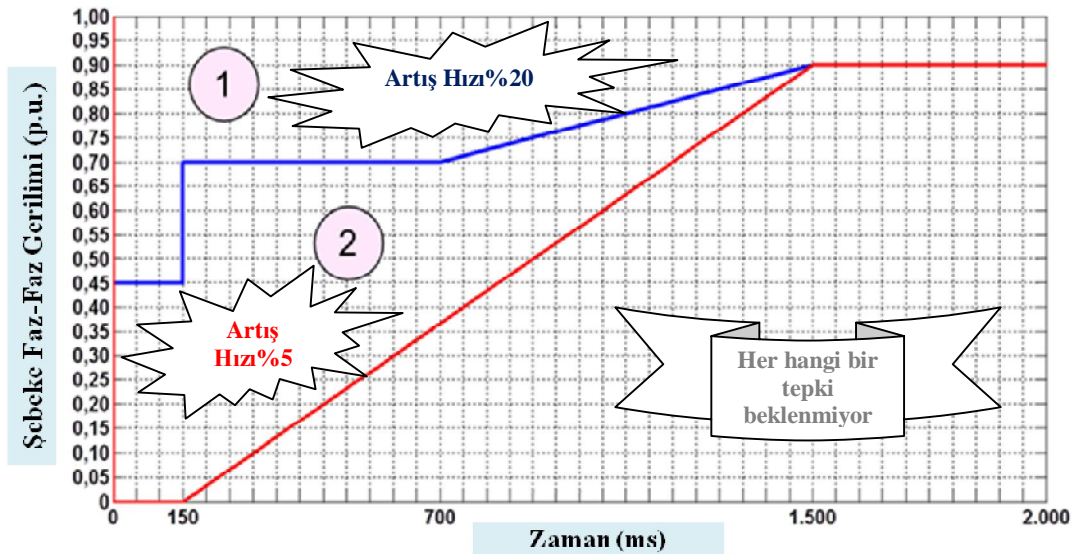 Şebeke Faz-Faz Gerilimi (p.u.)
1,00
0,95
0,90
0,85
0,80
0,75
0,70
0,65
0,60
0,55
0,50
0,45
0,40
0,35
0,30
0,25
0,20
0,15
0,10
0,05
0
1
Artış Hızı%20
2
Artış
Hızı%5
Her hangi bir
tepki
beklenmiyor
0 150 700 1.500 2.000
Zaman (ms)